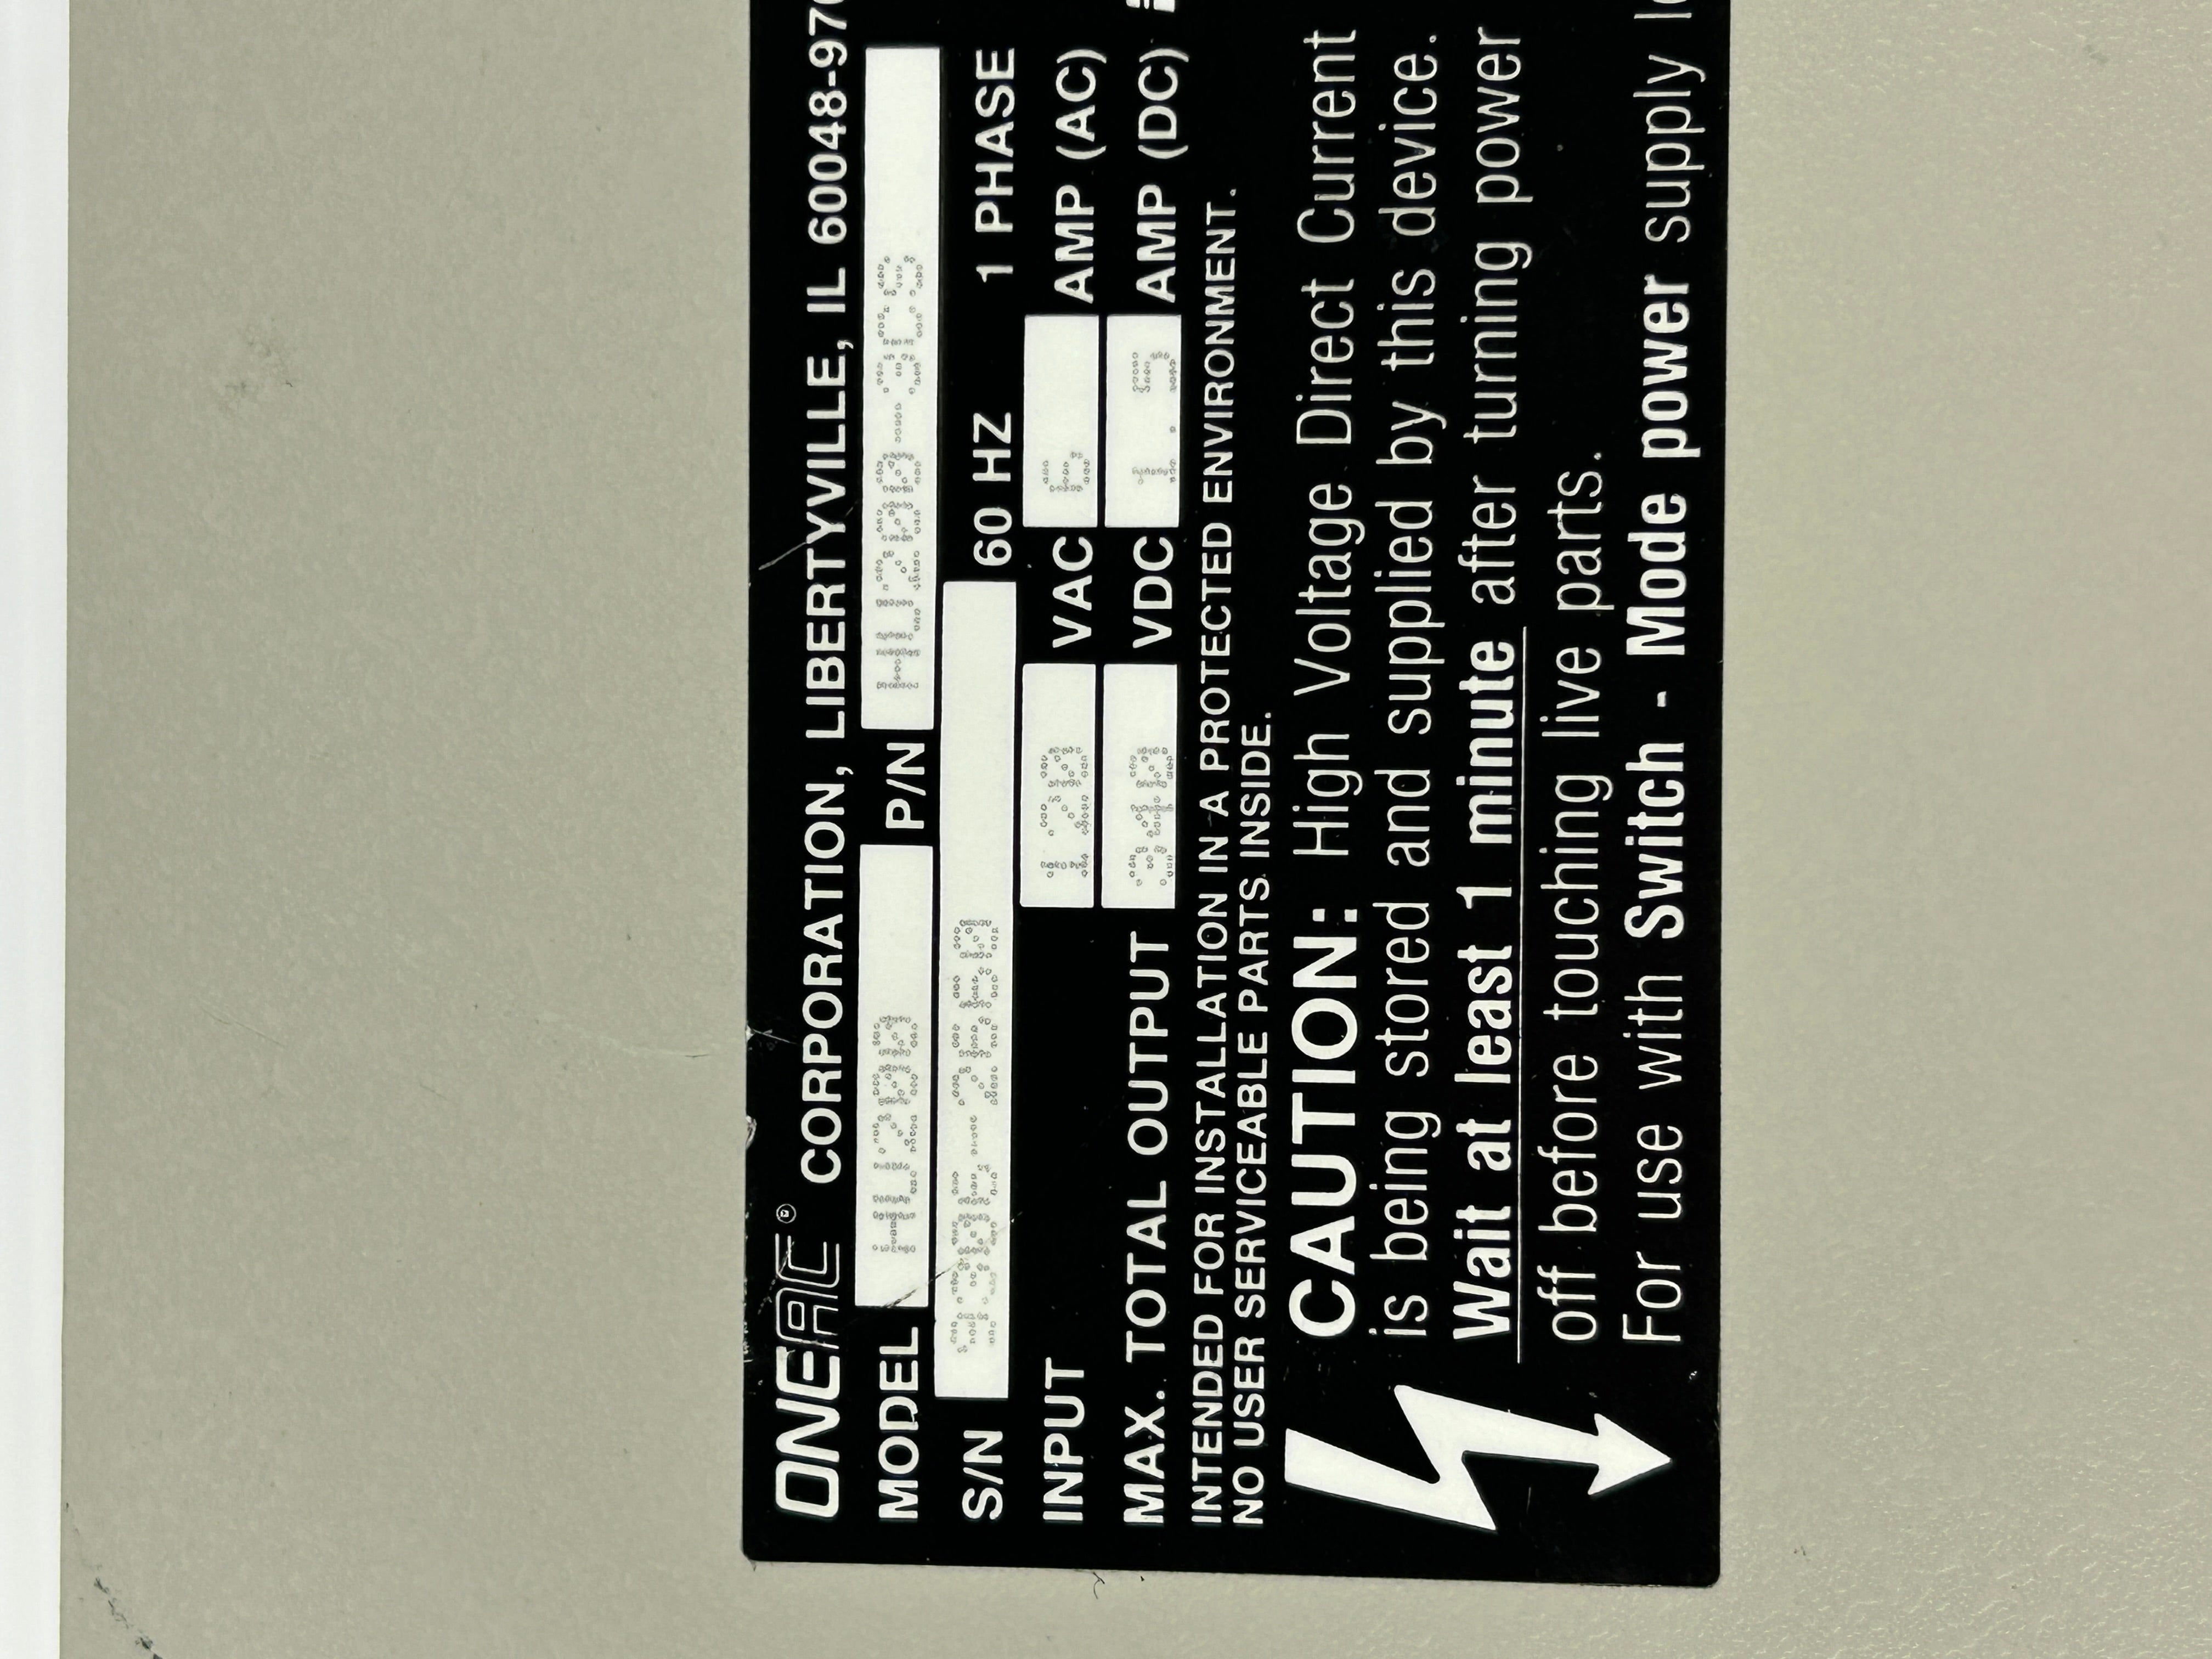 ONEAC® CORPORATION, LIBERTYVILLE, IL 60048-97
MODEL P/N
S/N 60 HZ 1 PHASE
INPUT 120 VAC 5 AMP (AC)
MAX. TOTAL OUTPUT 340 VDC AMP (DC)
INTENDED FOR INSTALLATION IN A PROTECTED ENVIRONMENT.
NO USER SERVICEABLE PARTS INSIDE.
CAUTION: High Voltage Direct Current
is being stored and supplied by this device.
Wait at least 1 minute after turning power
off before touching live parts.
For use with Switch - Mode power supply